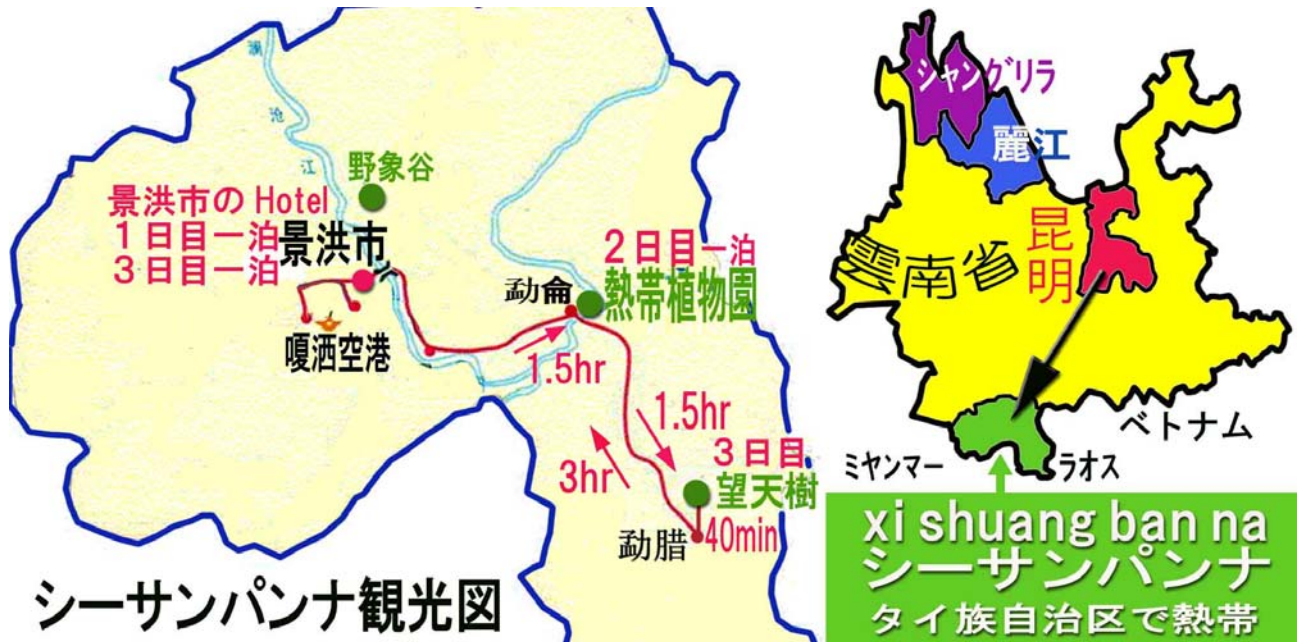 瀾
沧
江
野象谷
景洪市の Hotel
1日目一泊
3日目一泊
景洪市
嘎洒空港
2日目一泊
熱帯植物園
勐侖
1.5hr
1.5hr
3hr
3日目
望天樹
勐腊
40min
シーサンパンナ観光図
シャングリラ
麗江
昆明
雲南省
ベトナム
ミヤンマー
ラオス
xi shuang ban na
シーサンパンナ
タイ族自治区で熱帯